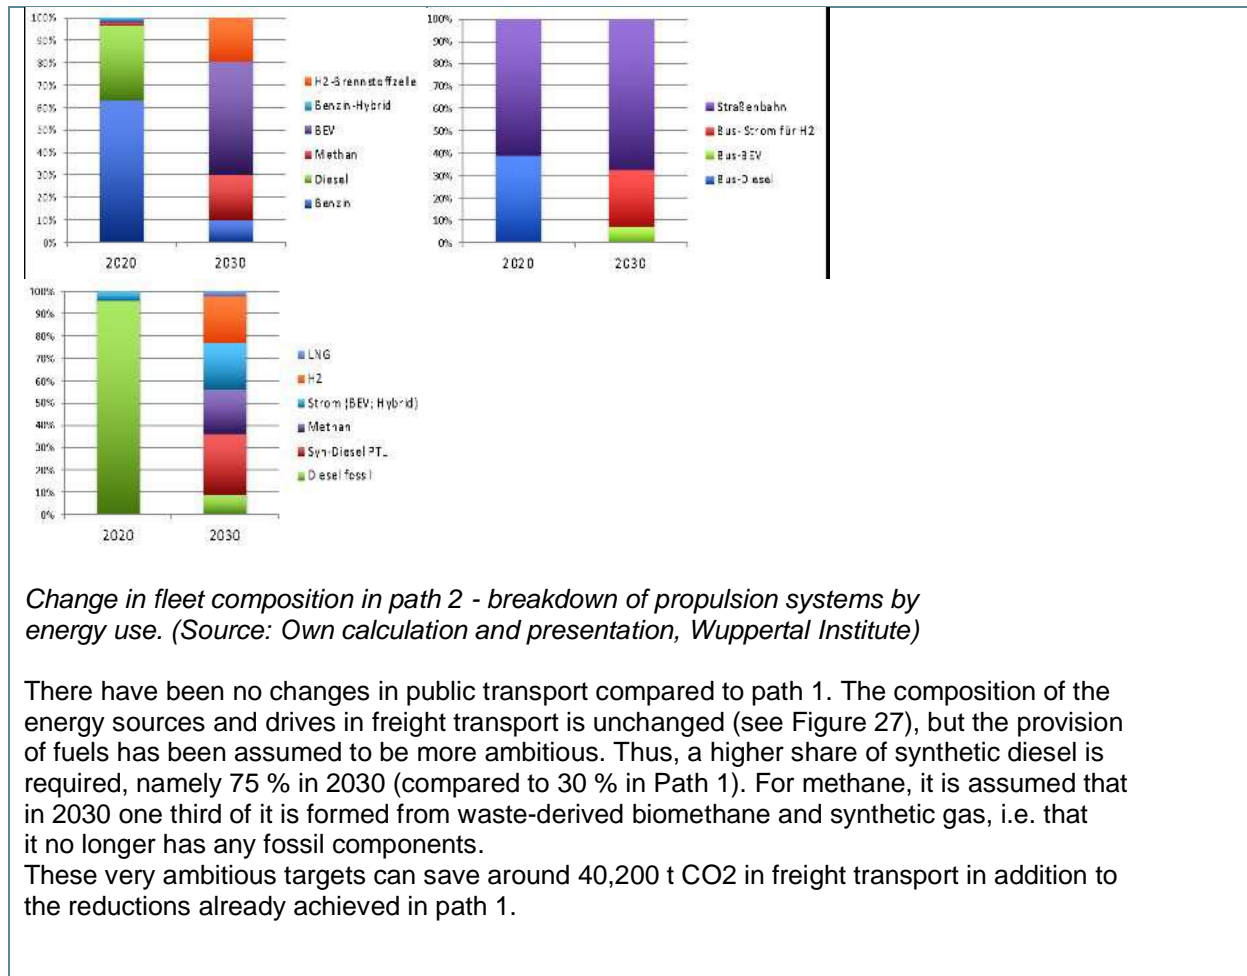 100%
90%
80%
70%
60%
50%
40%
30%
20%
10%
0%
2020
2030
H2-Brennstoffzelle
Benzin-Hybrid
BEV
Methan
Diesel
Benzin
100%
90%
80%
70%
60%
50%
40%
30%
20%
10%
0%
2020
2030
Straßenbahn
Bus-Strom für H2
Bus-BEV
Bus-Diesel
100%
90%
80%
70%
60%
50%
40%
30%
20%
10%
0%
2020
2030
LNG
H2
Strom (BEV; Hybrid)
Methan
Syn-Diesel PTL
Diesel fossil
Change in fleet composition in path 2 - breakdown of propulsion systems by
energy use. (Source: Own calculation and presentation, Wuppertal Institute)
There have been no changes in public transport compared to path 1. The composition of the
energy sources and drives in freight transport is unchanged (see Figure 27), but the provision
of fuels has been assumed to be more ambitious. Thus, a higher share of synthetic diesel is
required, namely 75 % in 2030 (compared to 30 % in Path 1). For methane, it is assumed that
in 2030 one third of it is formed from waste-derived biomethane and synthetic gas, i.e. that
it no longer has any fossil components.
These very ambitious targets can save around 40,200 t CO2 in freight transport in addition to
the reductions already achieved in path 1.